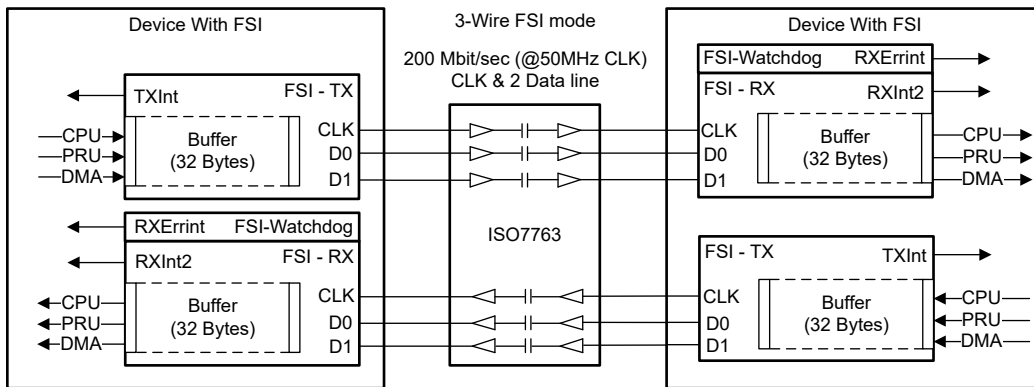 Device With FSI
3-Wire FSI mode
200 Mbit/sec (@50MHz CLK)
CLK & 2 Data line
Device With FSI
TXInt
FSI - TX
CPU
PRU
DMA
Buffer
(32 Bytes)
CLK
D0
D1
RXErrint
FSI-Watchdog
RXInt2
FSI - RX
CPU
PRU
DMA
Buffer
(32 Bytes)
CLK
D0
D1
ISO7763
FSI-Watchdog
RXErrint
FSI - RX
RXInt2
CLK
D0
D1
Buffer
(32 Bytes)
CPU
PRU
DMA
FSI - TX
TXInt
CLK
D0
D1
Buffer
(32 Bytes)
CPU
PRU
DMA